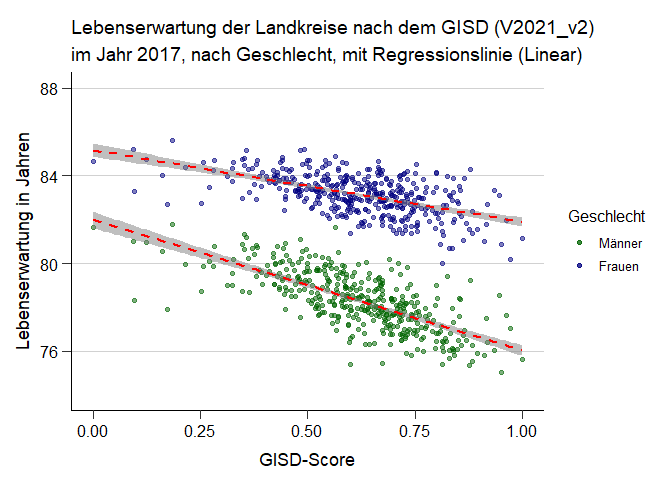 Lebenserwartung der Landkreise nach dem GISD (V2021_v2)
im Jahr 2017, nach Geschlecht, mit Regressionslinie (Linear)
Lebenserwartung in Jahren
88
84
80
76
0.00 0.25 0.50 0.75 1.00
GISD-Score
Geschlecht
Männer
Frauen